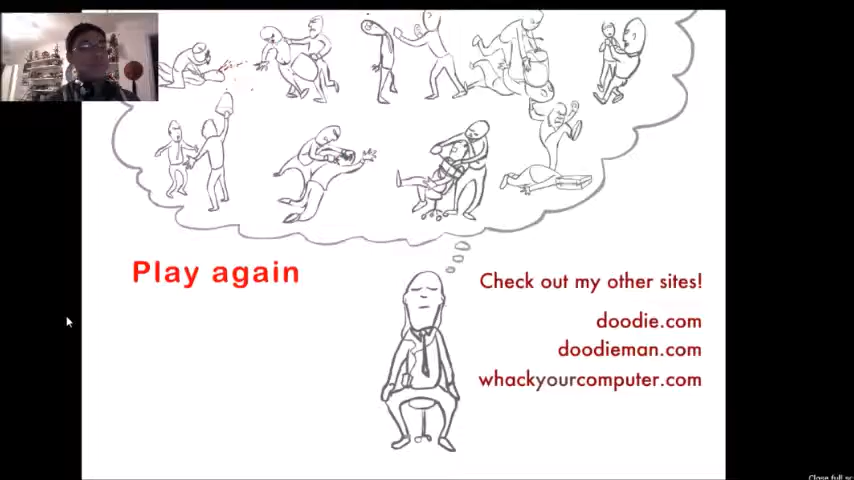 Play again
Check out my other sites!
doodie.com
doodieman.com
whackyourcomputer.com